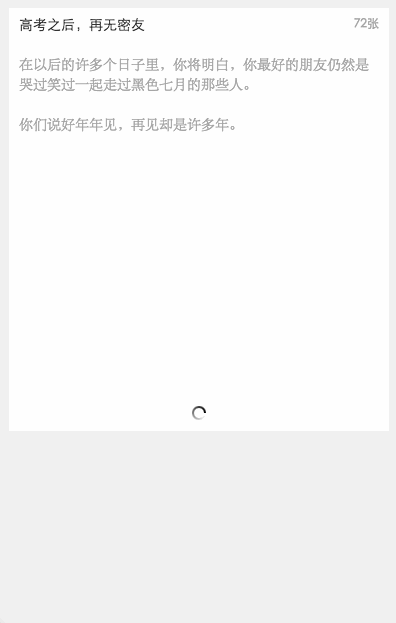 高考之后，再无密友
72张
在以后的许多个日子里，你将明白，你最好的朋友仍然是
哭过笑过一起走过黑色七月的那些人。
你们说好年年见，再见却是许多年。